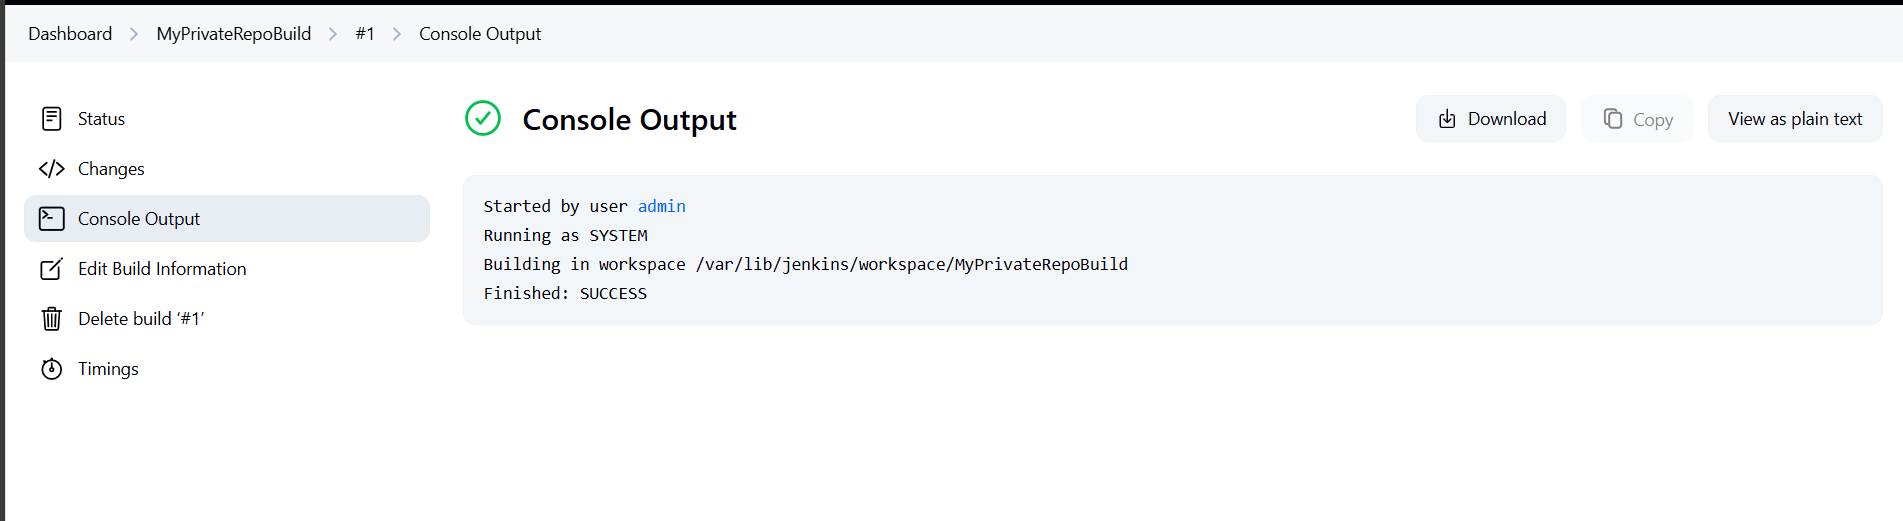 Dashboard > MyPrivateRepoBuild > #1 > Console Output
Status
Changes
Console Output
Edit Build Information
Delete build ‘#1’
Timings
Console Output
Download
Copy
View as plain text
Started by user admin
Running as SYSTEM
Building in workspace /var/lib/jenkins/workspace/MyPrivateRepoBuild
Finished: SUCCESS